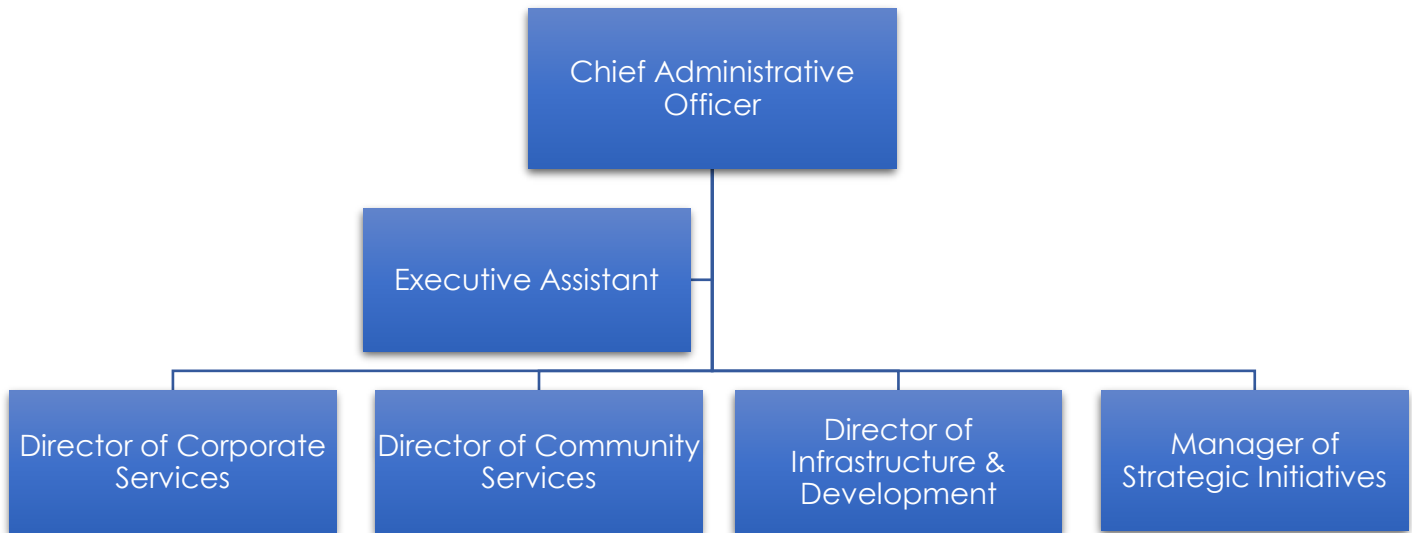 Chief Administrative
Officer
Executive Assistant
Director of Corporate
Services
Director of Community
Services
Director of
Infrastructure &
Development
Manager of
Strategic Initiatives